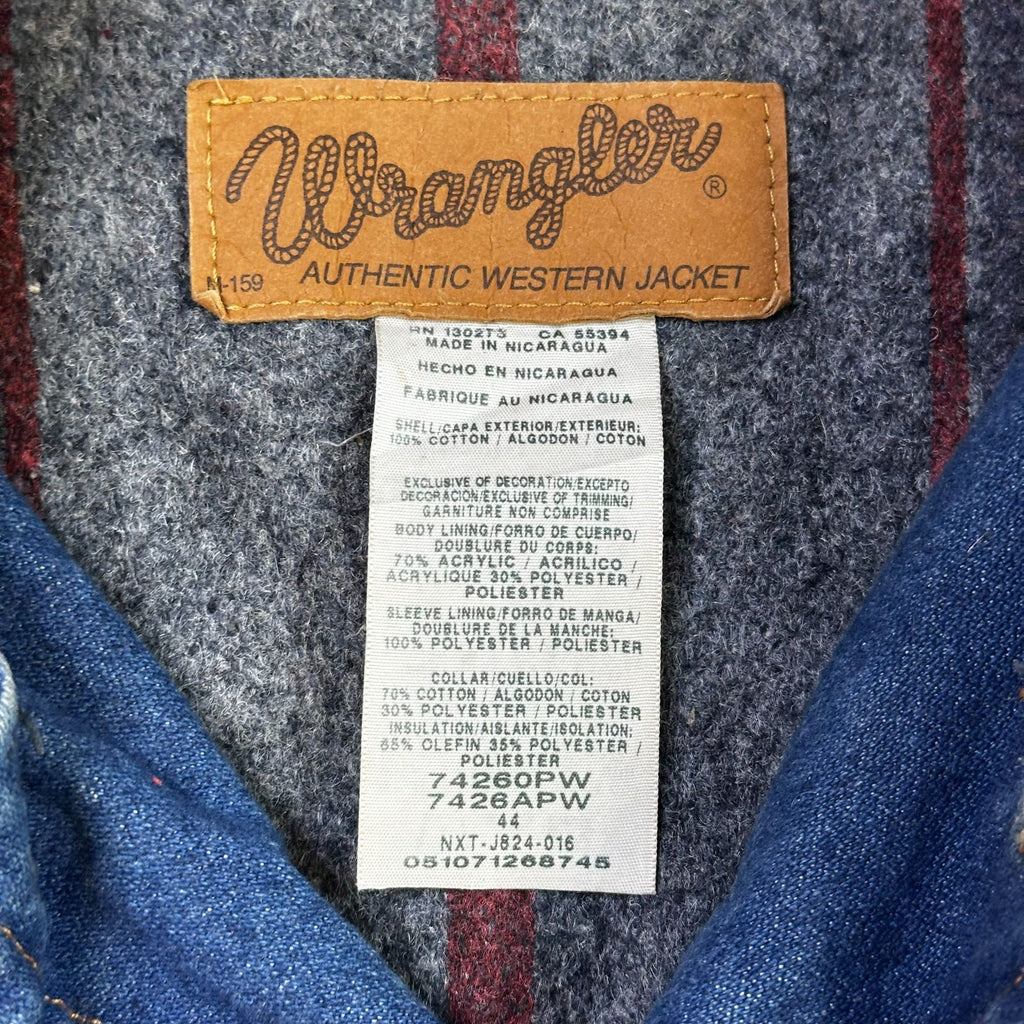 Wrangler®
M-159 AUTHENTIC WESTERN JACKET
RN 130273 CA 55394
MADE IN NICARAGUA
HECHO EN NICARAGUA
FABRIQUE AU NICARAGUA
SHELL/CAPA EXTERIOR/EXTERIEUR:
100% COTTON / ALGODON / COTON
EXCLUSIVE OF DECORATION/EXCEPTO
DECORACION/EXCLUSIVE OF TRIMMING/
GARNITURE NON COMPRISE
BODY LINING/FORRO DE CUERPO/
DOUBLURE DU CORPS:
70% ACRYLIC / ACRILICO /
ACRYLIQUE 30% POLYESTER /
POLIESTER
SLEEVE LINING/FORRO DE MANGA/
DOUBLURE DE LA MANCHE:
100% POLYESTER / POLIESTER
COLLAR/CUELLO/COL:
70% COTTON / ALGODON / COTON
30% POLYESTER / POLIESTER
INSULATION/AISLANTE/ISOLATION:
65% OLEFIN 35% POLYESTER /
POLIESTER
74260PW
7426APW
44
NXT-J824-016
051071268745